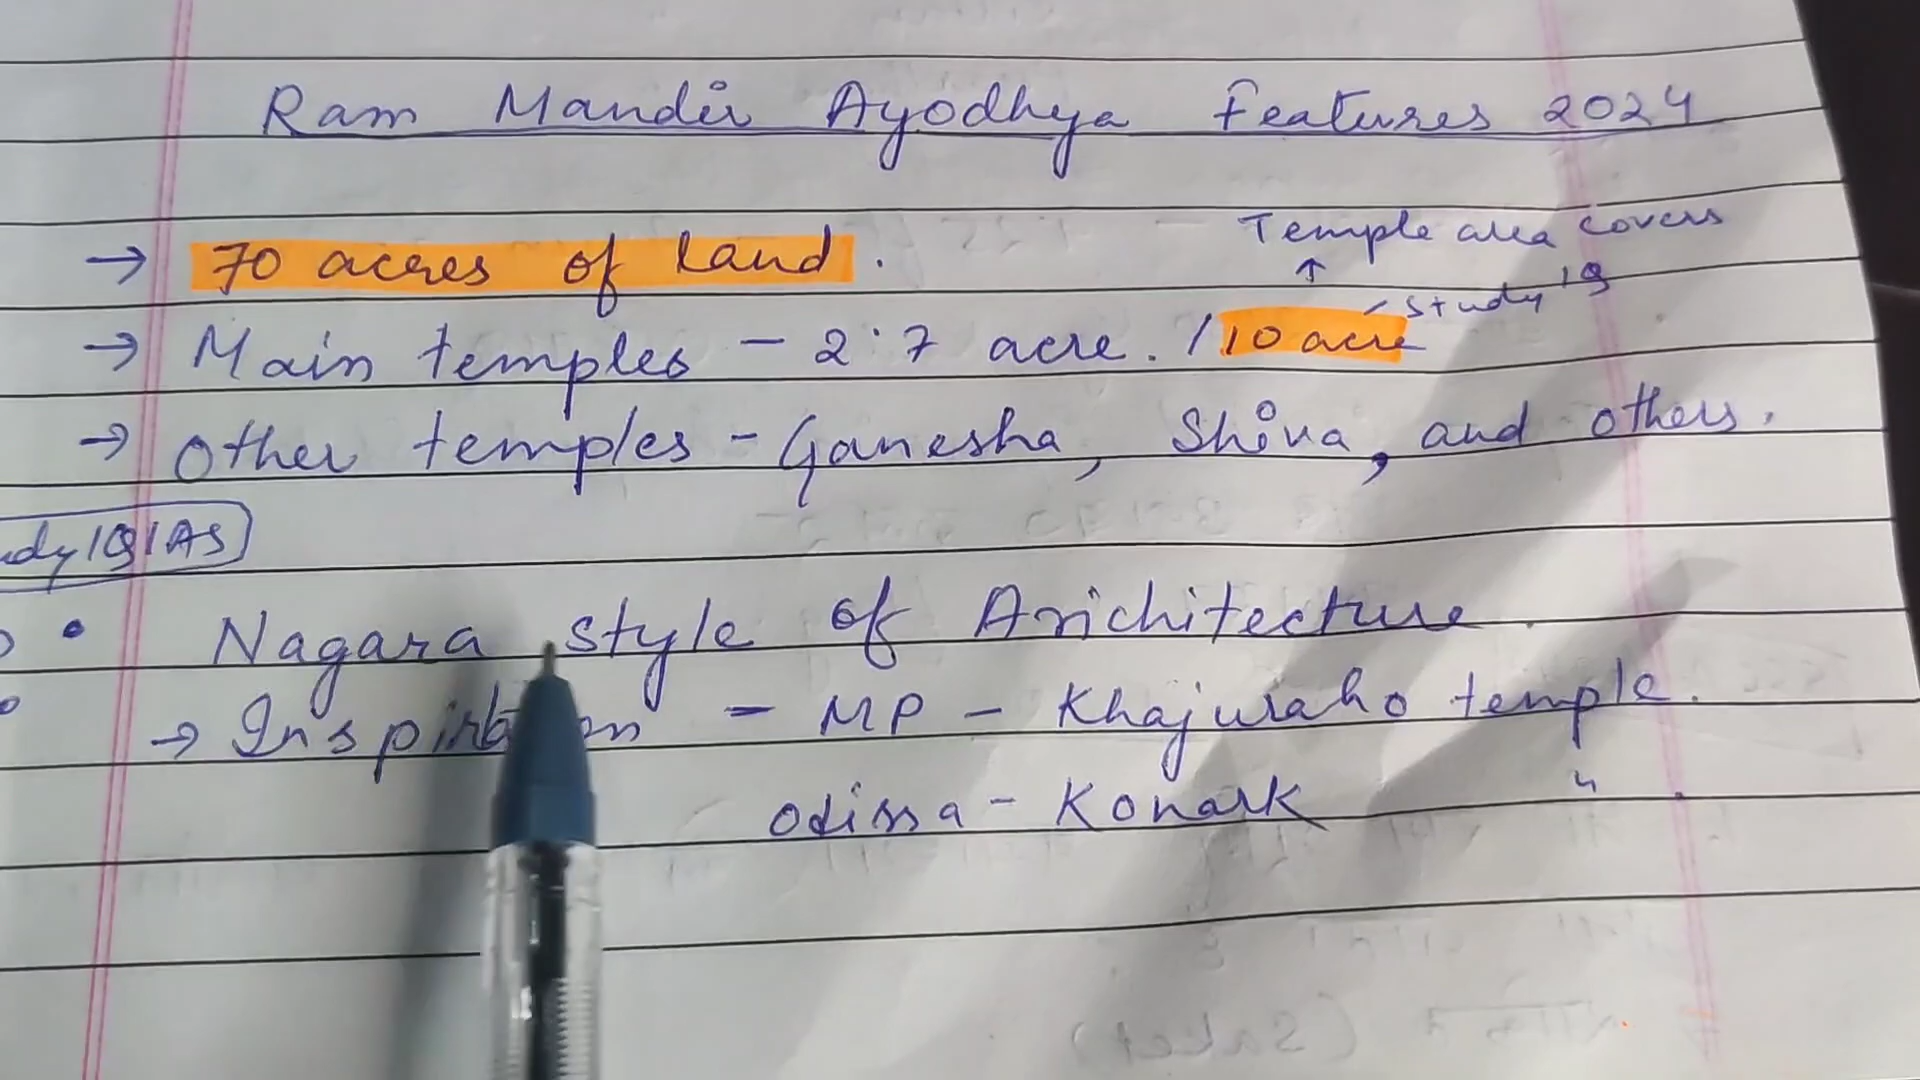 Ram Mandir Ayodhya Features 2024
→ 70 acres of land.
Temple area covers
↑
study IQ
→ Main temples - 2.7 acre. / 10 acre
→ Other temples - Ganesha, Shiva, and others.
udy IQ IAS
• Nagara style of Arichitecture.
→ Inspiration - MP - Khajuraho temple.
Odissa - Konark "